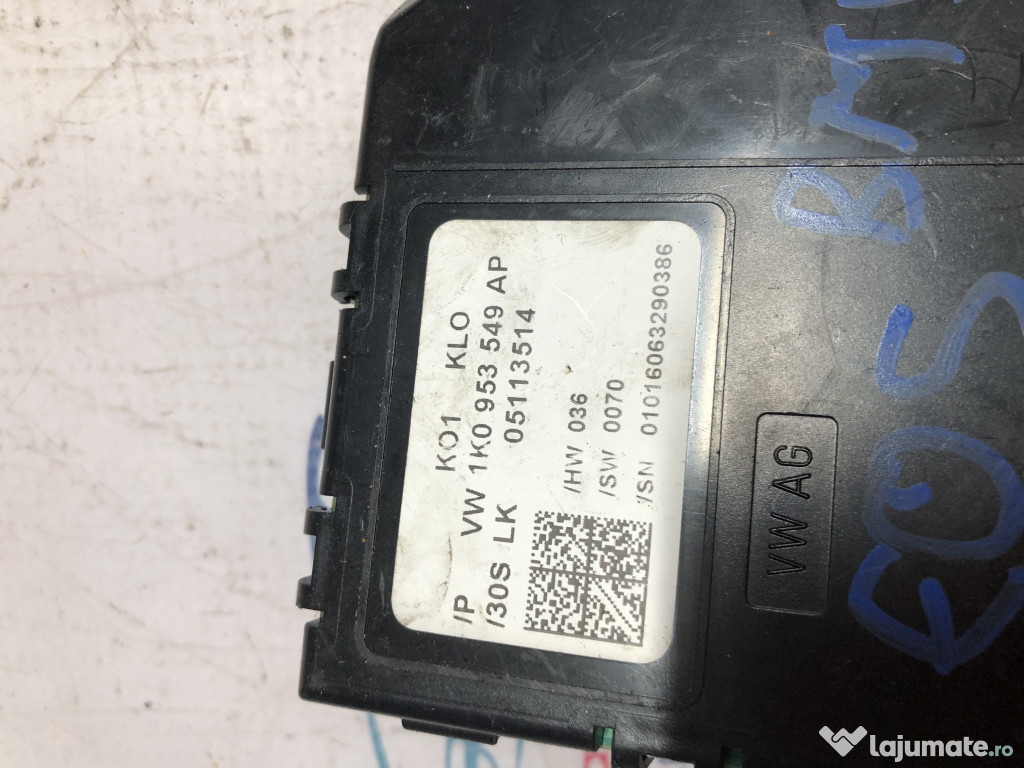 /P KO1 KLO
VW 1K0 953 549 AP
/30S LK 05113514
/HW 036
/SW 0070
/SN 01016063290386
VW AG
EOS
lajumate.ro